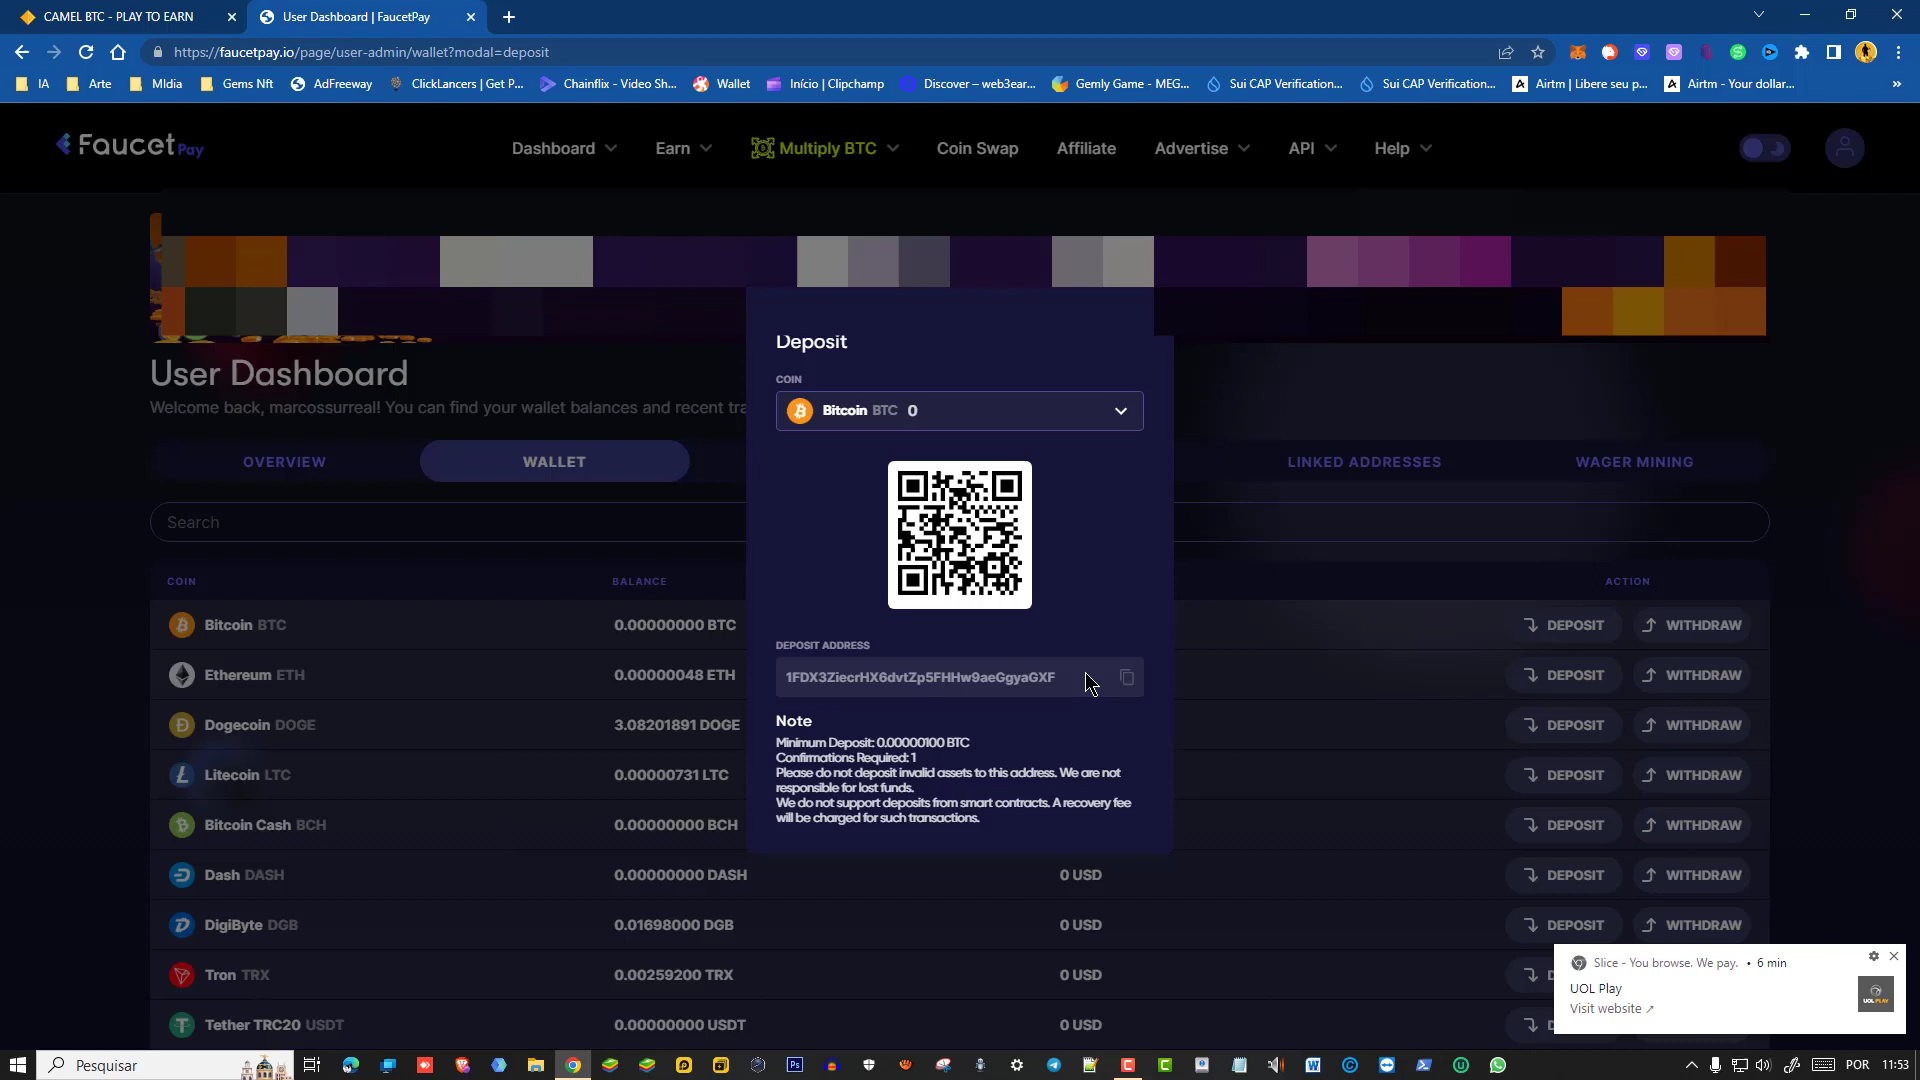 CAMEL BTC - PLAY TO EARN
User Dashboard | FaucetPay
https://faucetpay.io/page/user-admin/wallet?modal=deposit
IA
Arte
MIdia
Gems Nft
AdFreeway
ClickLancers | Get P...
Chainflix - Video Sh...
Wallet
Início | Clipchamp
Discover – web3ear...
Gemly Game - MEG...
Sui CAP Verification...
Sui CAP Verification...
Airtm | Libere seu p...
Airtm - Your dollar...
FaucetPay
Dashboard
Earn
Multiply BTC
Coin Swap
Affiliate
Advertise
API
Help
User Dashboard
Welcome back, marcossurreal! You can find your wallet balances and recent tra
OVERVIEW
WALLET
LINKED ADDRESSES
WAGER MINING
Search
Deposit
COIN
Bitcoin BTC 0
DEPOSIT ADDRESS
1FDX3ZiecrHX6dvtZp5FHHw9aeGgyaGXF
Note
Minimum Deposit: 0.00000100 BTC
Confirmations Required: 1
Please do not deposit invalid assets to this address. We are not
responsible for lost funds.
We do not support deposits from smart contracts. A recovery fee
will be charged for such transactions.
COIN BALANCE ACTION
Bitcoin BTC 0.00000000 BTC DEPOSIT WITHDRAW
Ethereum ETH 0.00000048 ETH DEPOSIT WITHDRAW
Dogecoin DOGE 3.08201891 DOGE DEPOSIT WITHDRAW
Litecoin LTC 0.00000731 LTC DEPOSIT WITHDRAW
Bitcoin Cash BCH 0.00000000 BCH DEPOSIT WITHDRAW
Dash DASH 0.00000000 DASH 0 USD DEPOSIT WITHDRAW
DigiByte DGB 0.01698000 DGB 0 USD DEPOSIT WITHDRAW
Tron TRX 0.00259200 TRX 0 USD
Tether TRC20 USDT 0.00000000 USDT 0 USD
Slice - You browse. We pay. • 6 min
UOL Play
Visit website
UOL PLAY
Pesquisar
POR
11:53